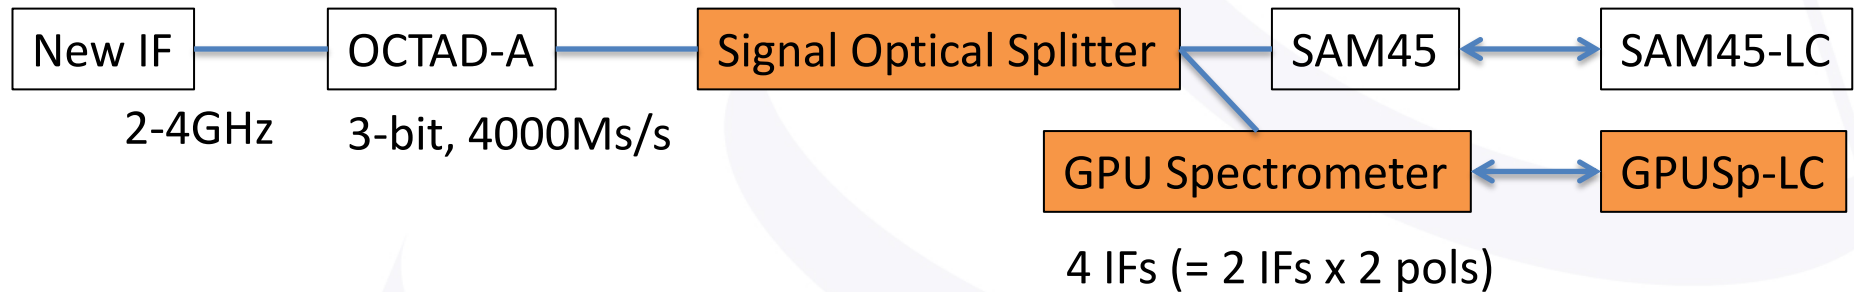 New IF
OCTAD-A
Signal Optical Splitter
SAM45
SAM45-LC
2-4GHz
3-bit, 4000Ms/s
GPU Spectrometer
GPUSp-LC
4 IFs (= 2 IFs x 2 pols)